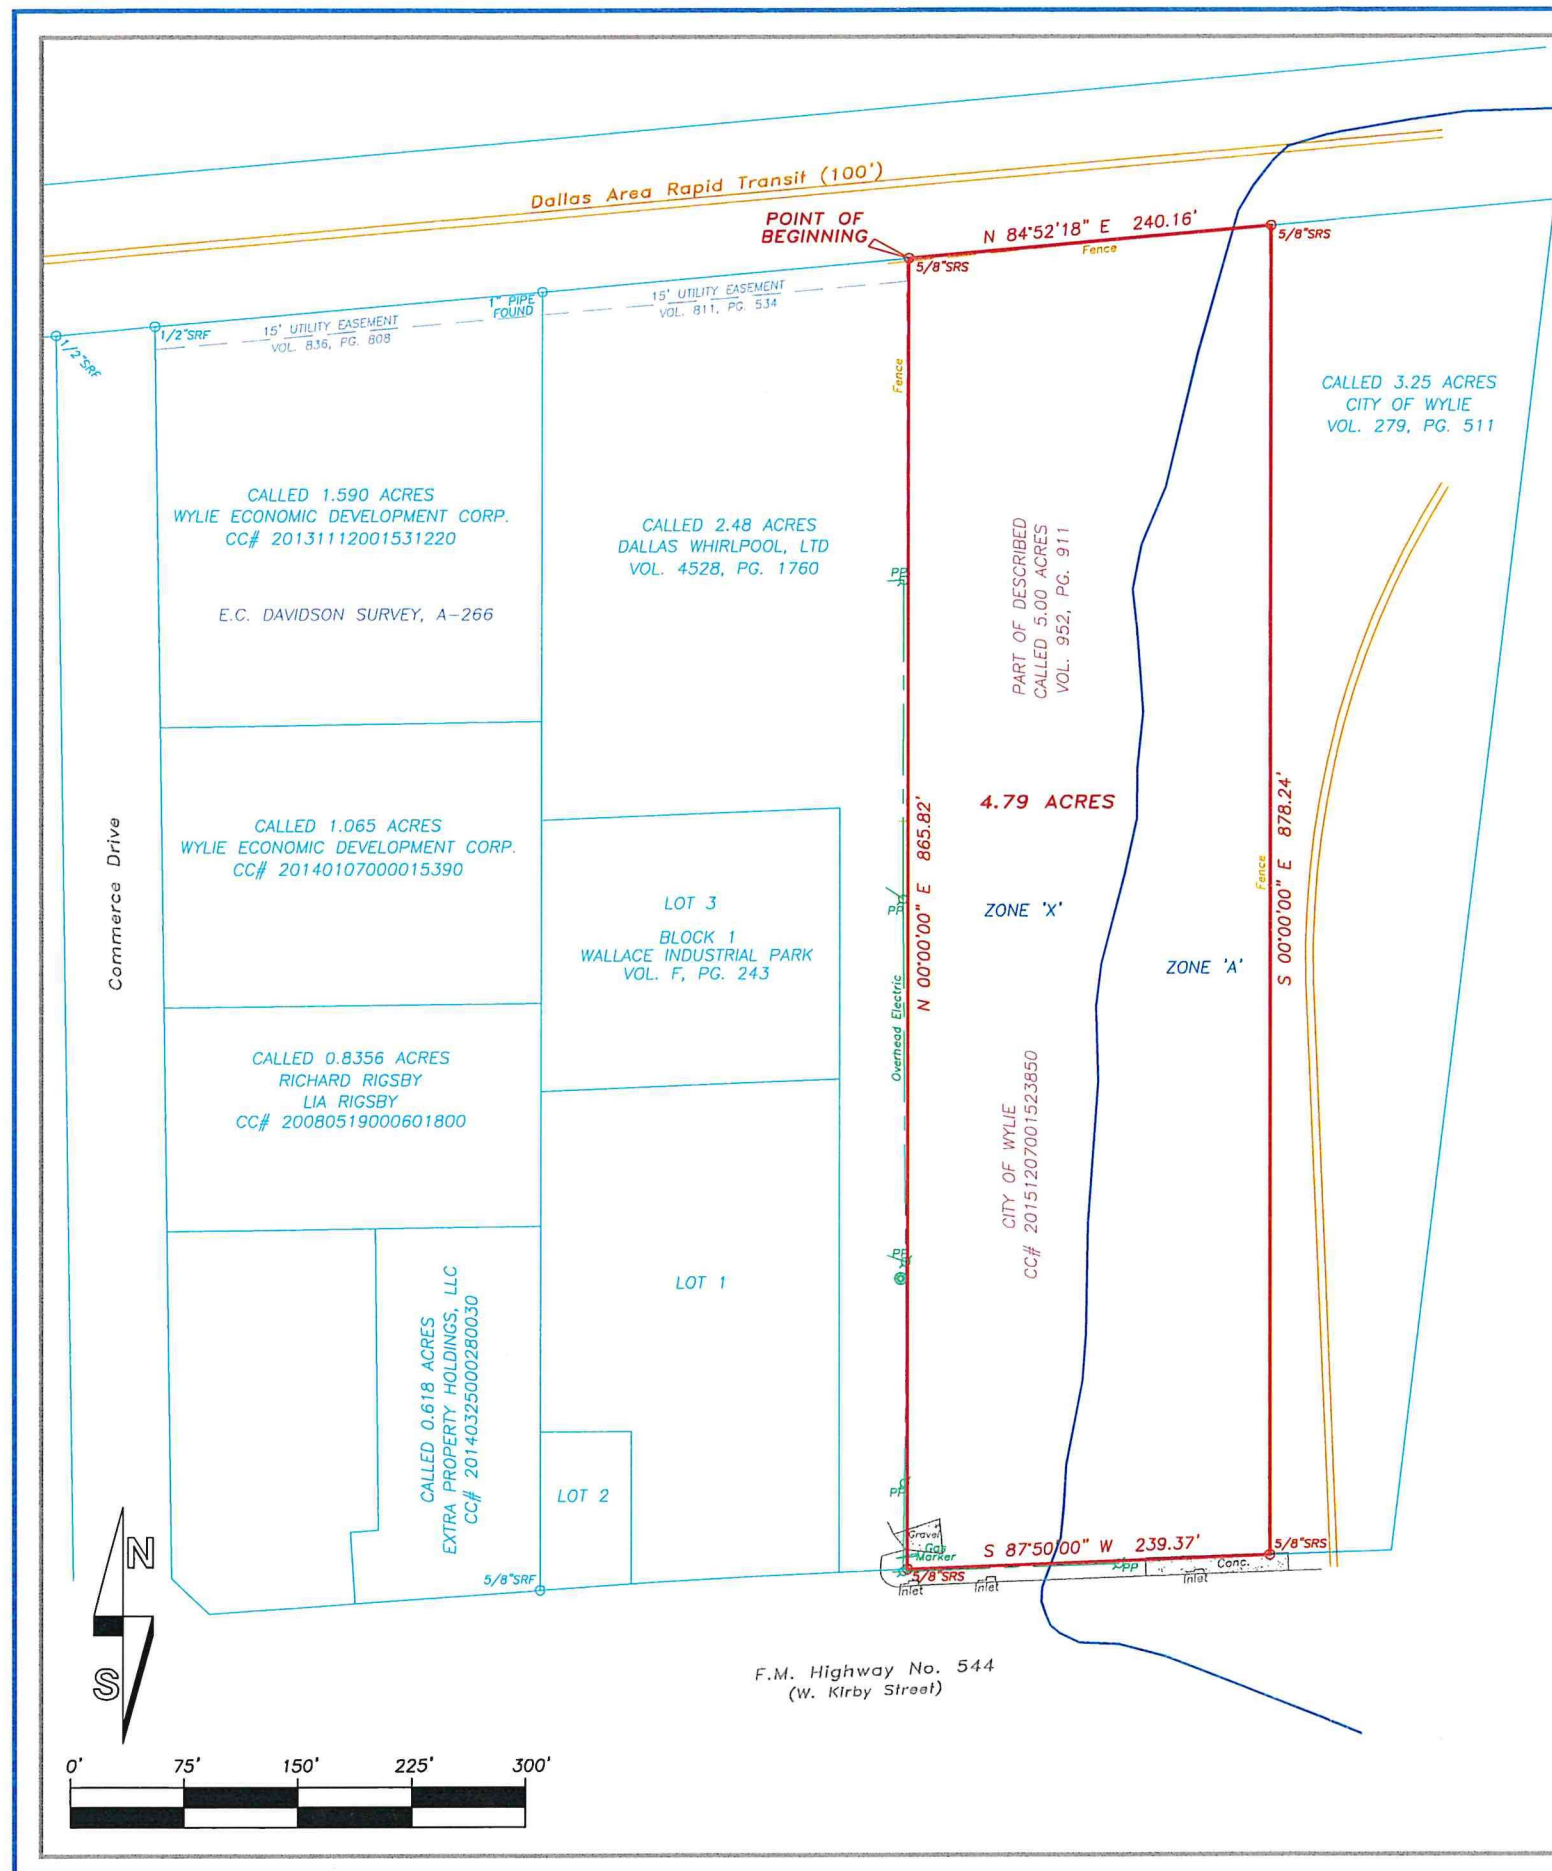 Dallas Area Rapid Transit (100')
POINT OF
BEGINNING
N 84°52'18" E 240.16'
Fence
5/8"SRS
5/8"SRS
1" PIPE
FOUND
15' UTILITY EASEMENT
VOL. 811, PG. 534
1/2"SRF
1/2"SRF
15' UTILITY EASEMENT
VOL. 836, PG. 808
Fence
CALLED 3.25 ACRES
CITY OF WYLIE
VOL. 279, PG. 511
CALLED 1.590 ACRES
WYLIE ECONOMIC DEVELOPMENT CORP.
CC# 20131112001531220
E.C. DAVIDSON SURVEY, A-266
CALLED 2.48 ACRES
DALLAS WHIRLPOOL, LTD
VOL. 4528, PG. 1760
PP
PART OF DESCRIBED
CALLED 5.00 ACRES
VOL. 952, PG. 911
4.79 ACRES
N 00°00'00" E 865.82'
S 00°00'00" E 878.24'
Fence
Commerce Drive
CALLED 1.065 ACRES
WYLIE ECONOMIC DEVELOPMENT CORP.
CC# 20140107000015390
LOT 3
BLOCK 1
WALLACE INDUSTRIAL PARK
VOL. F, PG. 243
PP
ZONE 'X'
ZONE 'A'
Overhead Electric
CALLED 0.8356 ACRES
RICHARD RIGSBY
LIA RIGSBY
CC# 20080519000601800
CITY OF WYLIE
CC# 20151207001523850
PP
LOT 1
CALLED 0.618 ACRES
EXTRA PROPERTY HOLDINGS, LLC
CC# 20140325000280030
LOT 2
PP
Gravel
Gas
Marker
S 87°50'00" W 239.37'
5/8"SRS
5/8"SRF
5/8"SRS
PP
Conc.
Inlet
Inlet
Inlet
N
S
F.M. Highway No. 544
(W. Kirby Street)
0' 75' 150' 225' 300'